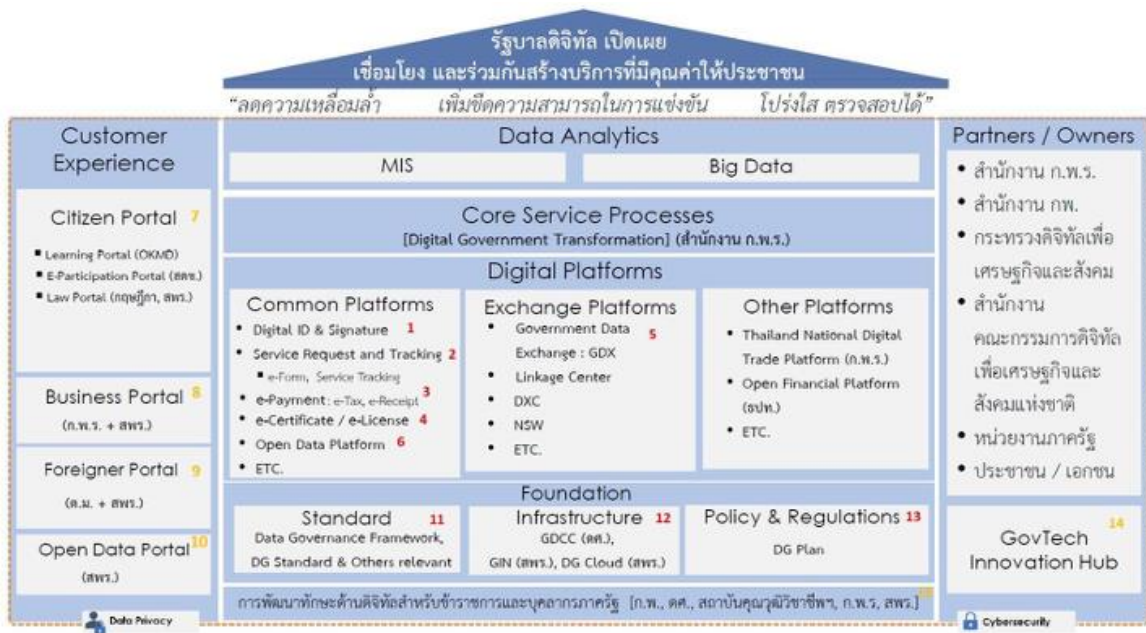 รัฐบาลดิจิทัล เปิดเผย
เชื่อมโยง และร่วมกันสร้างบริการที่มีคุณค่าให้ประชาชน
"ลดความเหลื่อมล้ำ เพิ่มขีดความสามารถในการแข่งขัน โปร่งใส ตรวจสอบได้"
Customer
Experience
Citizen Portal 7
Learning Portal (OKMD)
E-Participation Portal (สดช.)
Law Portal (กฤษฎีกา, สพร.)
Business Portal 8
(ก.พ.ร. + สพร.)
Foreigner Portal 9
(ต.ม. + สพร.)
Open Data Portal 10
(สพร.)
Data Analytics
MIS
Big Data
Core Service Processes
[Digital Government Transformation] (สำนักงาน ก.พ.ร.)
Digital Platforms
Common Platforms
• Digital ID & Signature 1
• Service Request and Tracking 2
e-Form, Service Tracking
• e-Payment: e-Tax, e-Receipt 3
• e-Certificate / e-License 4
• Open Data Platform 6
• ETC.
Exchange Platforms
• Government Data 5
Exchange : GDX
• Linkage Center
• DXC
• NSW
• ETC.
Other Platforms
• Thailand National Digital
Trade Platform (ก.พ.ร.)
• Open Financial Platform
(ธปท.)
• ETC.
Foundation
Standard 11
Data Governance Framework,
DG Standard & Others relevant
Infrastructure 12
GDCC (ดศ.),
GIN (สพร.), DG Cloud (สพร.)
Policy & Regulations 13
DG Plan
การพัฒนาทักษะด้านดิจิทัลสำหรับข้าราชการและบุคลากรภาครัฐ [ก.พ., ดศ., สถาบันคุณวุฒิวิชาชีพฯ, ก.พ.ร, สพร.]
Partners / Owners
• สำนักงาน ก.พ.ร.
• สำนักงาน กพ.
• กระทรวงดิจิทัลเพื่อ
เศรษฐกิจและสังคม
• สำนักงาน
คณะกรรมการดิจิทัล
เพื่อเศรษฐกิจและ
สังคมแห่งชาติ
• หน่วยงานภาครัฐ
• ประชาชน / เอกชน
14
GovTech
Innovation Hub
Data Privacy
Cybersecurity